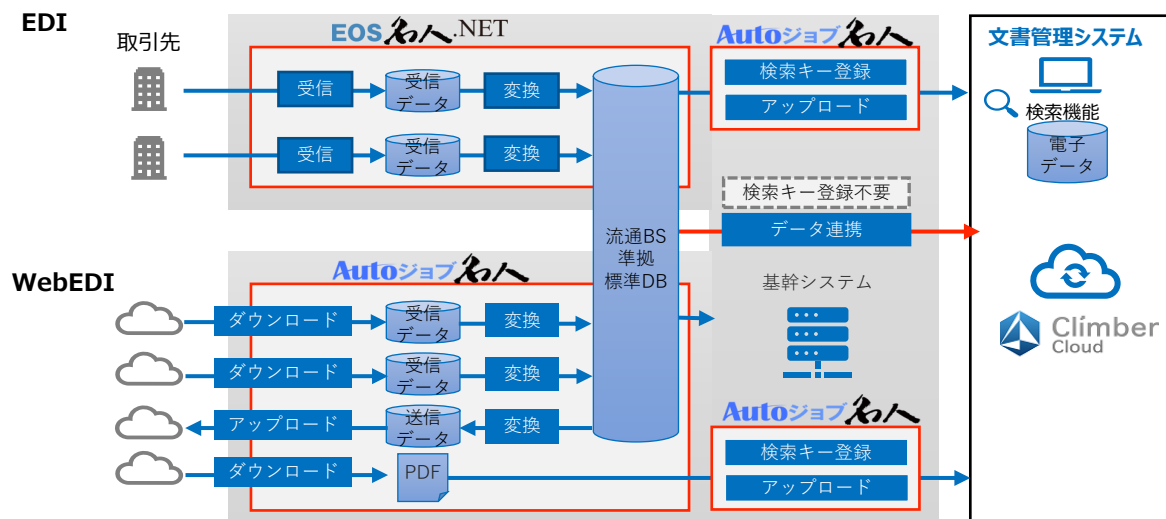 EDI
取引先
EOS名人.NET
受信
受信
データ
変換
受信
受信
データ
変換
Autoジョブ名人
検索キー登録
アップロード
文書管理システム
検索機能
電子
データ
検索キー登録不要
データ連携
流通BS
準拠
標準DB
WebEDI
Autoジョブ名人
ダウンロード
受信
データ
変換
ダウンロード
受信
データ
変換
アップロード
送信
データ
変換
ダウンロード
PDF
基幹システム
Autoジョブ名人
検索キー登録
アップロード
Climber
Cloud